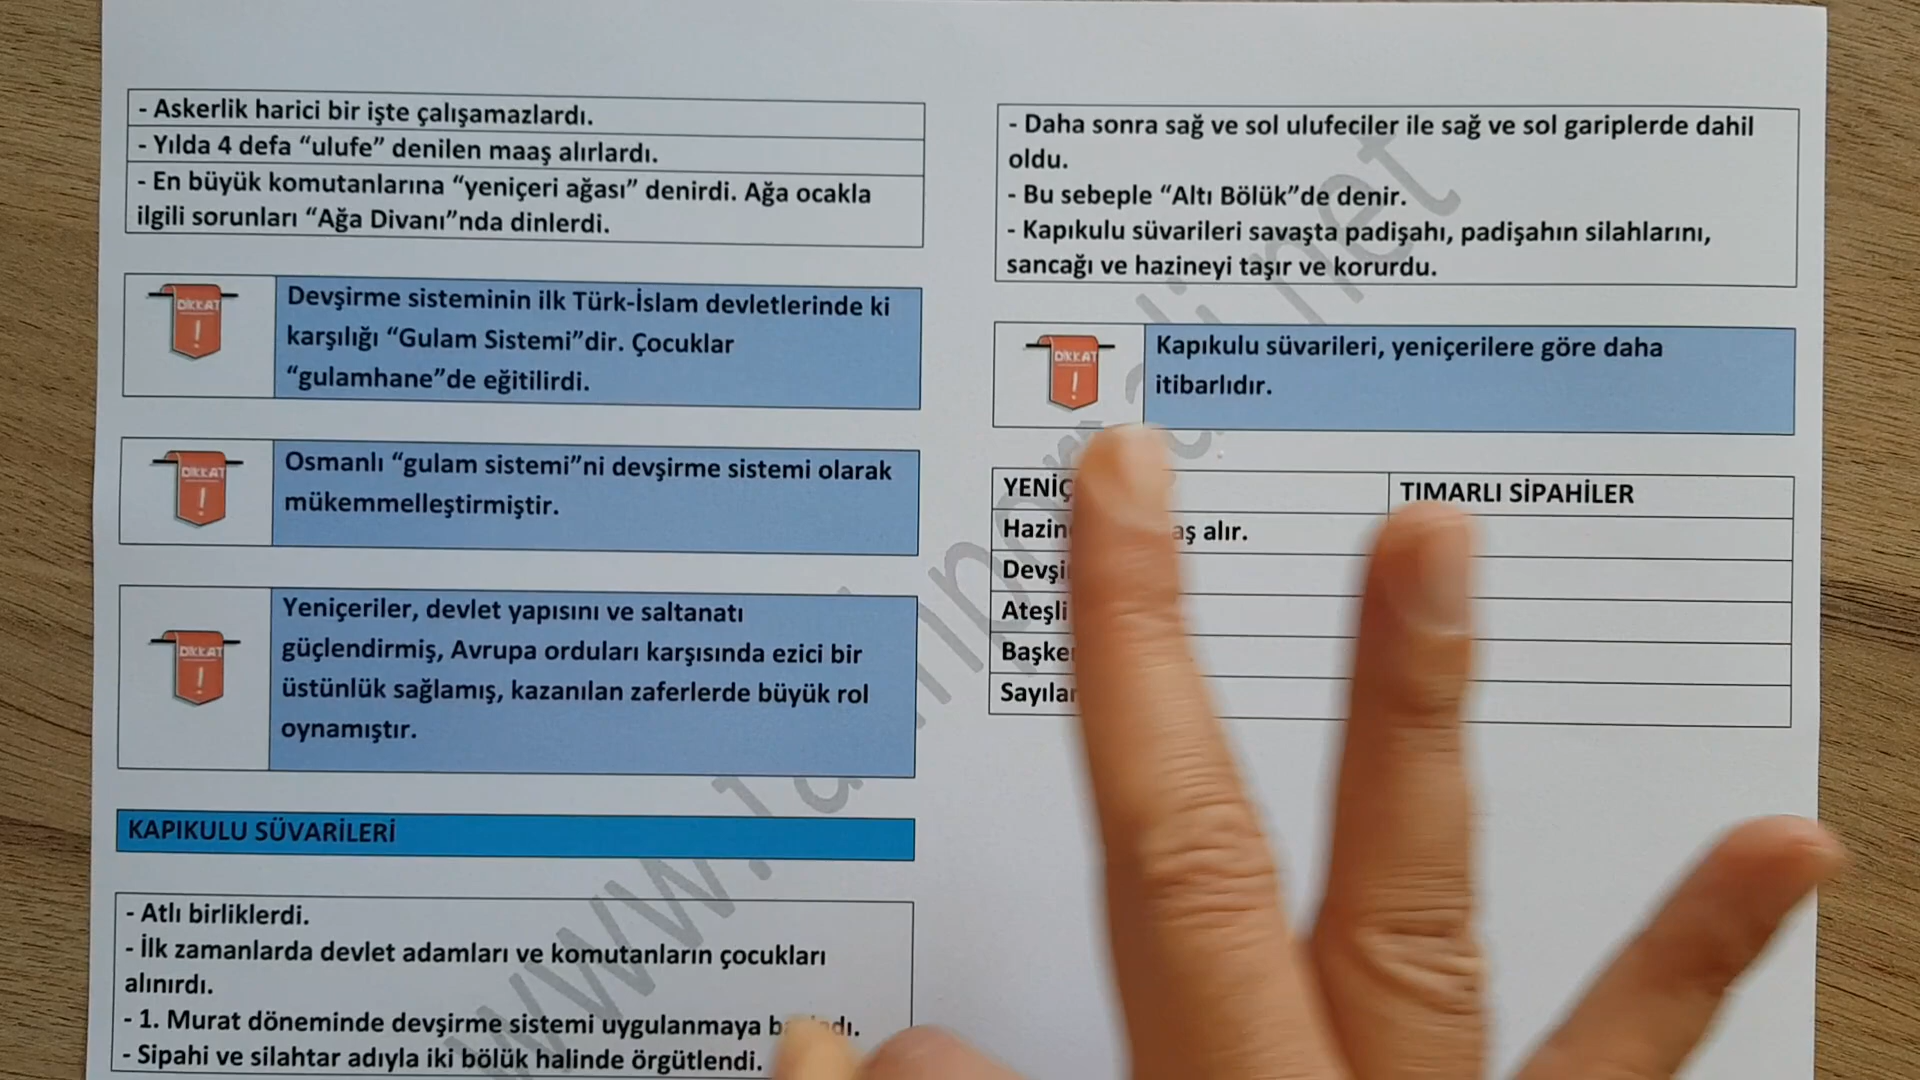 - Askerlik harici bir işte çalışamazlardı.
- Yılda 4 defa “ulufe” denilen maaş alırlardı.
- En büyük komutanlarına “yeniçeri ağası” denirdi. Ağa ocakla
ilgili sorunları “Ağa Divanı”nda dinlerdi.
DİKKAT
!
Devşirme sisteminin ilk Türk-İslam devletlerinde ki
karşılığı “Gulam Sistemi”dir. Çocuklar
“gulamhane”de eğitilirdi.
DİKKAT
!
Osmanlı “gulam sistemi”ni devşirme sistemi olarak
mükemmelleştirmiştir.
DİKKAT
!
Yeniçeriler, devlet yapısını ve saltanatı
güçlendirmiş, Avrupa orduları karşısında ezici bir
üstünlük sağlamış, kazanılan zaferlerde büyük rol
oynamıştır.
KAPIKULU SÜVARİLERİ
- Atlı birliklerdi.
- İlk zamanlarda devlet adamları ve komutanların çocukları
alınırdı.
- 1. Murat döneminde devşirme sistemi uygulanmaya
- Sipahi ve silahtar adıyla iki bölük halinde örgütlendi.
- Daha sonra sağ ve sol ulufeciler ile sağ ve sol gariplerde dahil
oldu.
- Bu sebeple “Altı Bölük”de denir.
- Kapıkulu süvarileri savaşta padişahı, padişahın silahlarını,
sancağı ve hazineyi taşır ve korurdu.
DİKKAT
!
Kapıkulu süvarileri, yeniçerilere göre daha
itibarlıdır.
TIMARLI SİPAHİLER
alır.
Ateşli